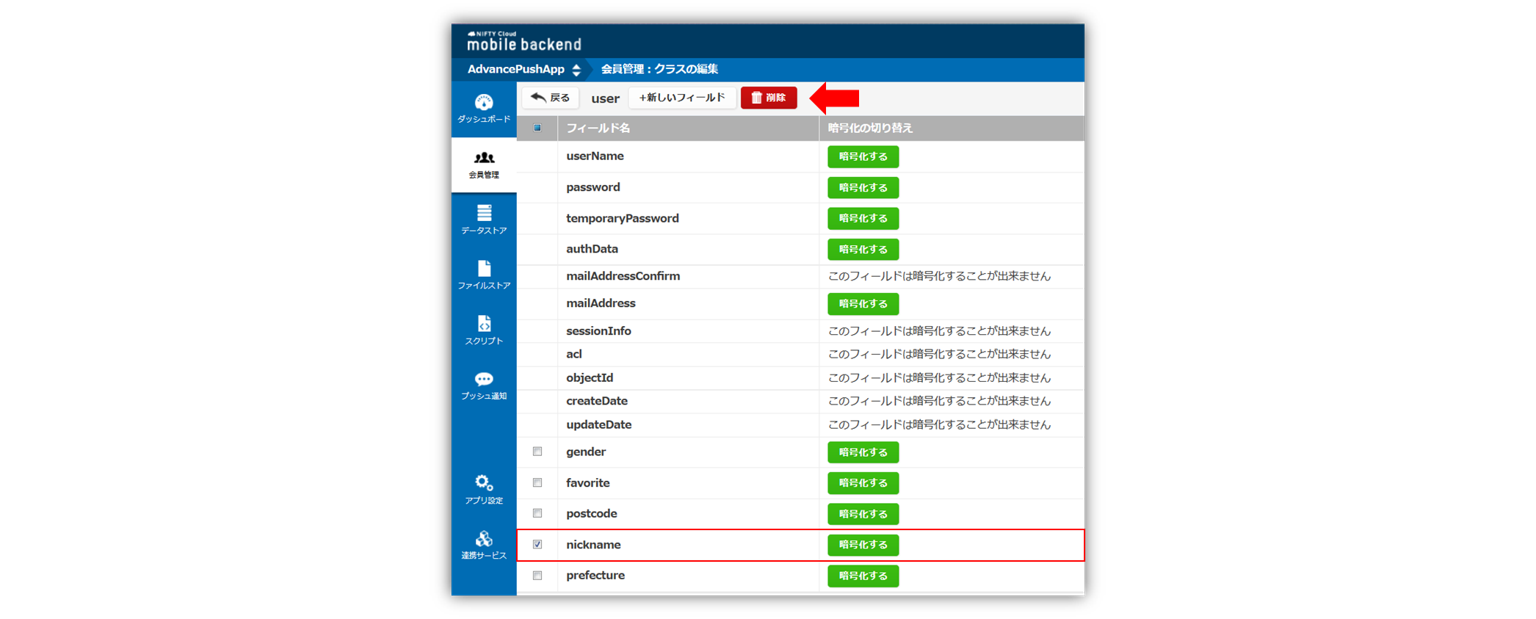 NIFTY Cloud
mobile backend
AdvancePushApp 会員管理：クラスの編集
戻る user +新しいフィールド 削除
ダッシュボード
会員管理
データストア
ファイルストア
スクリプト
プッシュ通知
アプリ設定
連携サービス
フィールド名 暗号化の切り替え
userName 暗号化する
password 暗号化する
temporaryPassword 暗号化する
authData 暗号化する
mailAddressConfirm このフィールドは暗号化することが出来ません
mailAddress 暗号化する
sessionInfo このフィールドは暗号化することが出来ません
acl このフィールドは暗号化することが出来ません
objectId このフィールドは暗号化することが出来ません
createDate このフィールドは暗号化することが出来ません
updateDate このフィールドは暗号化することが出来ません
gender 暗号化する
favorite 暗号化する
postcode 暗号化する
nickname 暗号化する
prefecture 暗号化する